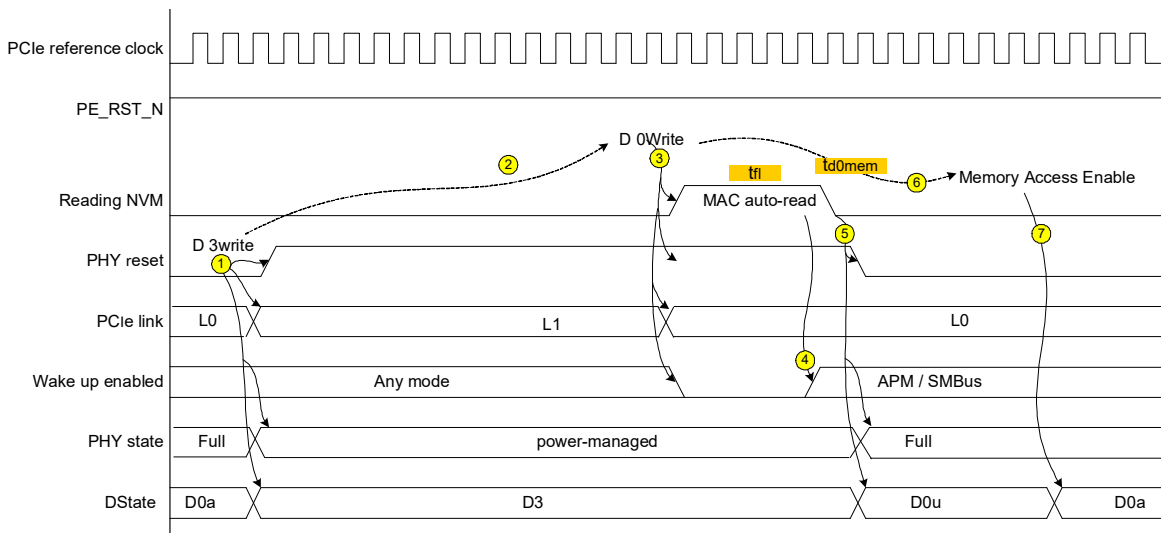 PCIe reference clock
PE_RST_N
D 0Write
2
3
tfl
td0mem
6
Memory Access Enable
Reading NVM
MAC auto-read
D 3write
1
5
7
PHY reset
PCIe link
L0
L1
L0
4
Wake up enabled
Any mode
APM / SMBus
PHY state
Full
power-managed
Full
DState
D0a
D3
D0u
D0a